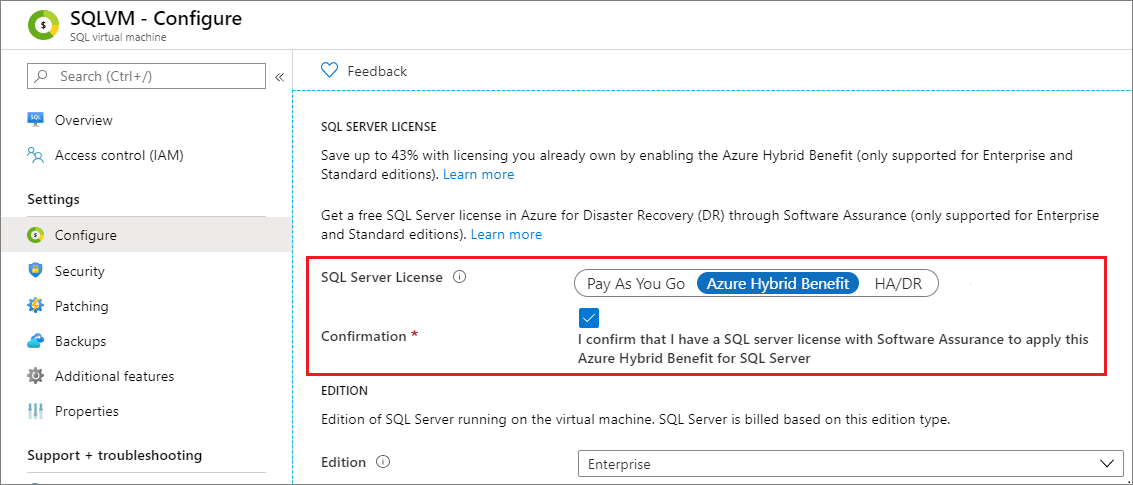 SQLVM - Configure
SQL virtual machine
Search (Ctrl+/)
«
Feedback
SQL
Overview
Access control (IAM)
Settings
Configure
Security
Patching
Backups
Additional features
Properties
Support + troubleshooting
SQL SERVER LICENSE
Save up to 43% with licensing you already own by enabling the Azure Hybrid Benefit (only supported for Enterprise and
Standard editions). Learn more
Get a free SQL Server license in Azure for Disaster Recovery (DR) through Software Assurance (only supported for Enterprise
and Standard editions). Learn more
SQL Server License
Pay As You Go Azure Hybrid Benefit HA/DR
Confirmation *
I confirm that I have a SQL server license with Software Assurance to apply this
Azure Hybrid Benefit for SQL Server
EDITION
Edition of SQL Server running on the virtual machine. SQL Server is billed based on this edition type.
Edition
Enterprise